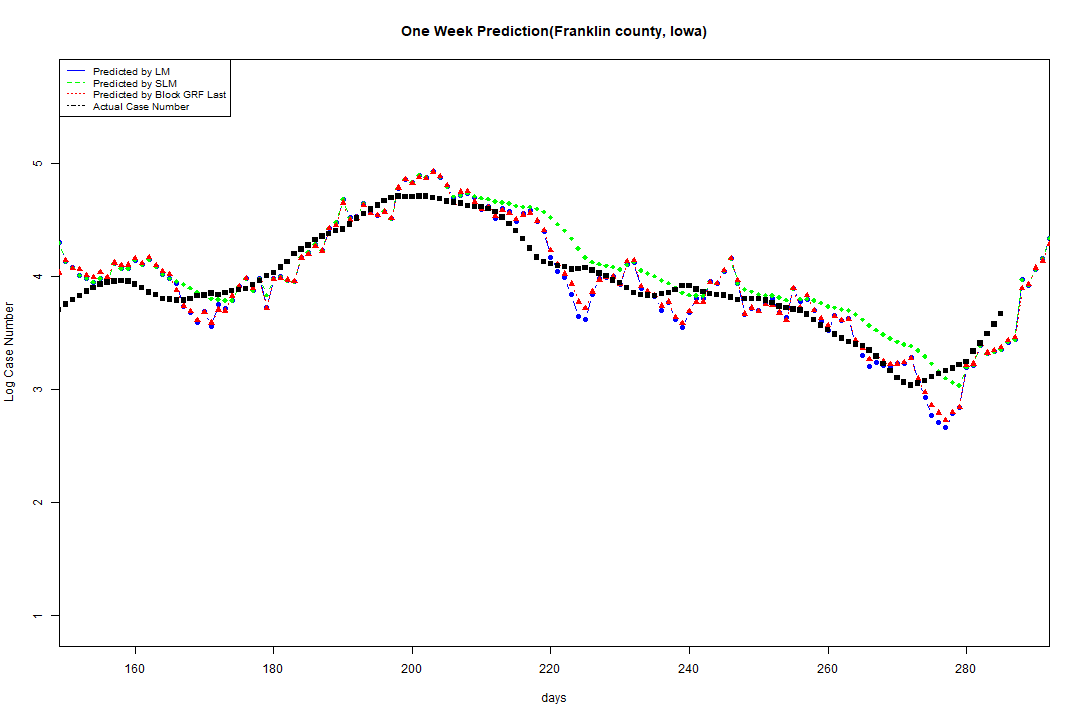 One Week Prediction(Franklin county, Iowa)
Predicted by LM
Predicted by SLM
Predicted by Block GRF Last
Actual Case Number
5
4
3
2
1
Log Case Number
160 180 200 220 240 260 280
days